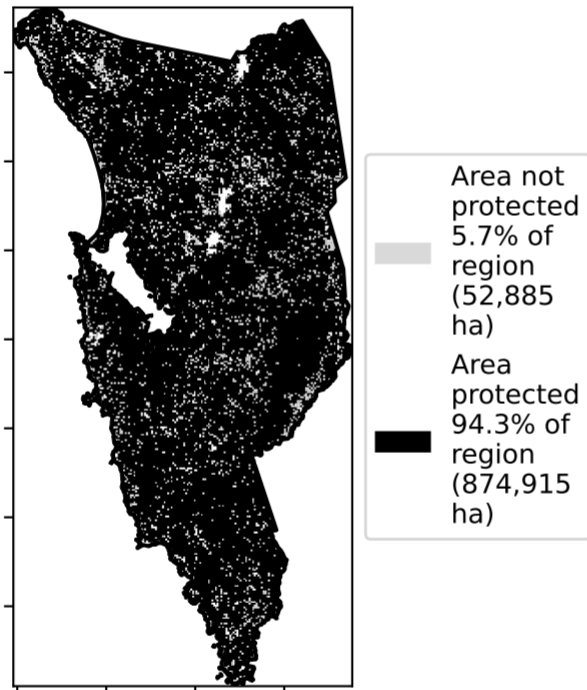 Area not
protected
5.7% of
region
(52,885
ha)
Area
protected
94.3% of
region
(874,915
ha)